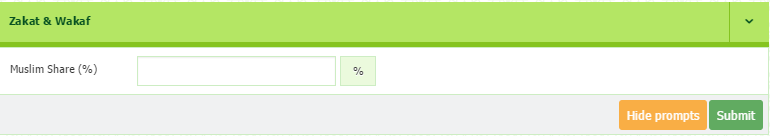 Zakat & Wakaf
Muslim Share (%)
%
Hide prompts
Submit